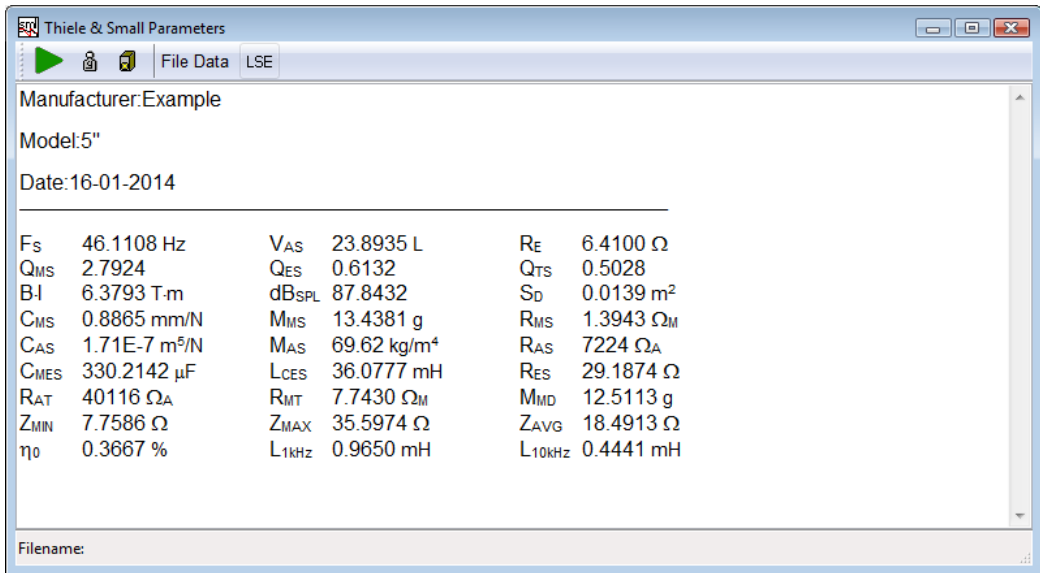 Thiele & Small Parameters
File Data LSE
Manufacturer:Example
Model:5"
Date:16-01-2014
FS 46.1108 Hz VAS 23.8935 L RE 6.4100 Ω
QMS 2.7924 QES 0.6132 QTS 0.5028
B·l 6.3793 T·m dBSPL 87.8432 SD 0.0139 m²
CMS 0.8865 mm/N MMS 13.4381 g RMS 1.3943 ΩM
CAS 1.71E-7 m⁵/N MAS 69.62 kg/m⁴ RAS 7224 ΩA
CMES 330.2142 μF LCES 36.0777 mH RES 29.1874 Ω
RAT 40116 ΩA RMT 7.7430 ΩM MMD 12.5113 g
ZMIN 7.7586 Ω ZMAX 35.5974 Ω ZAVG 18.4913 Ω
η0 0.3667 % L1kHz 0.9650 mH L10kHz 0.4441 mH
Filename: